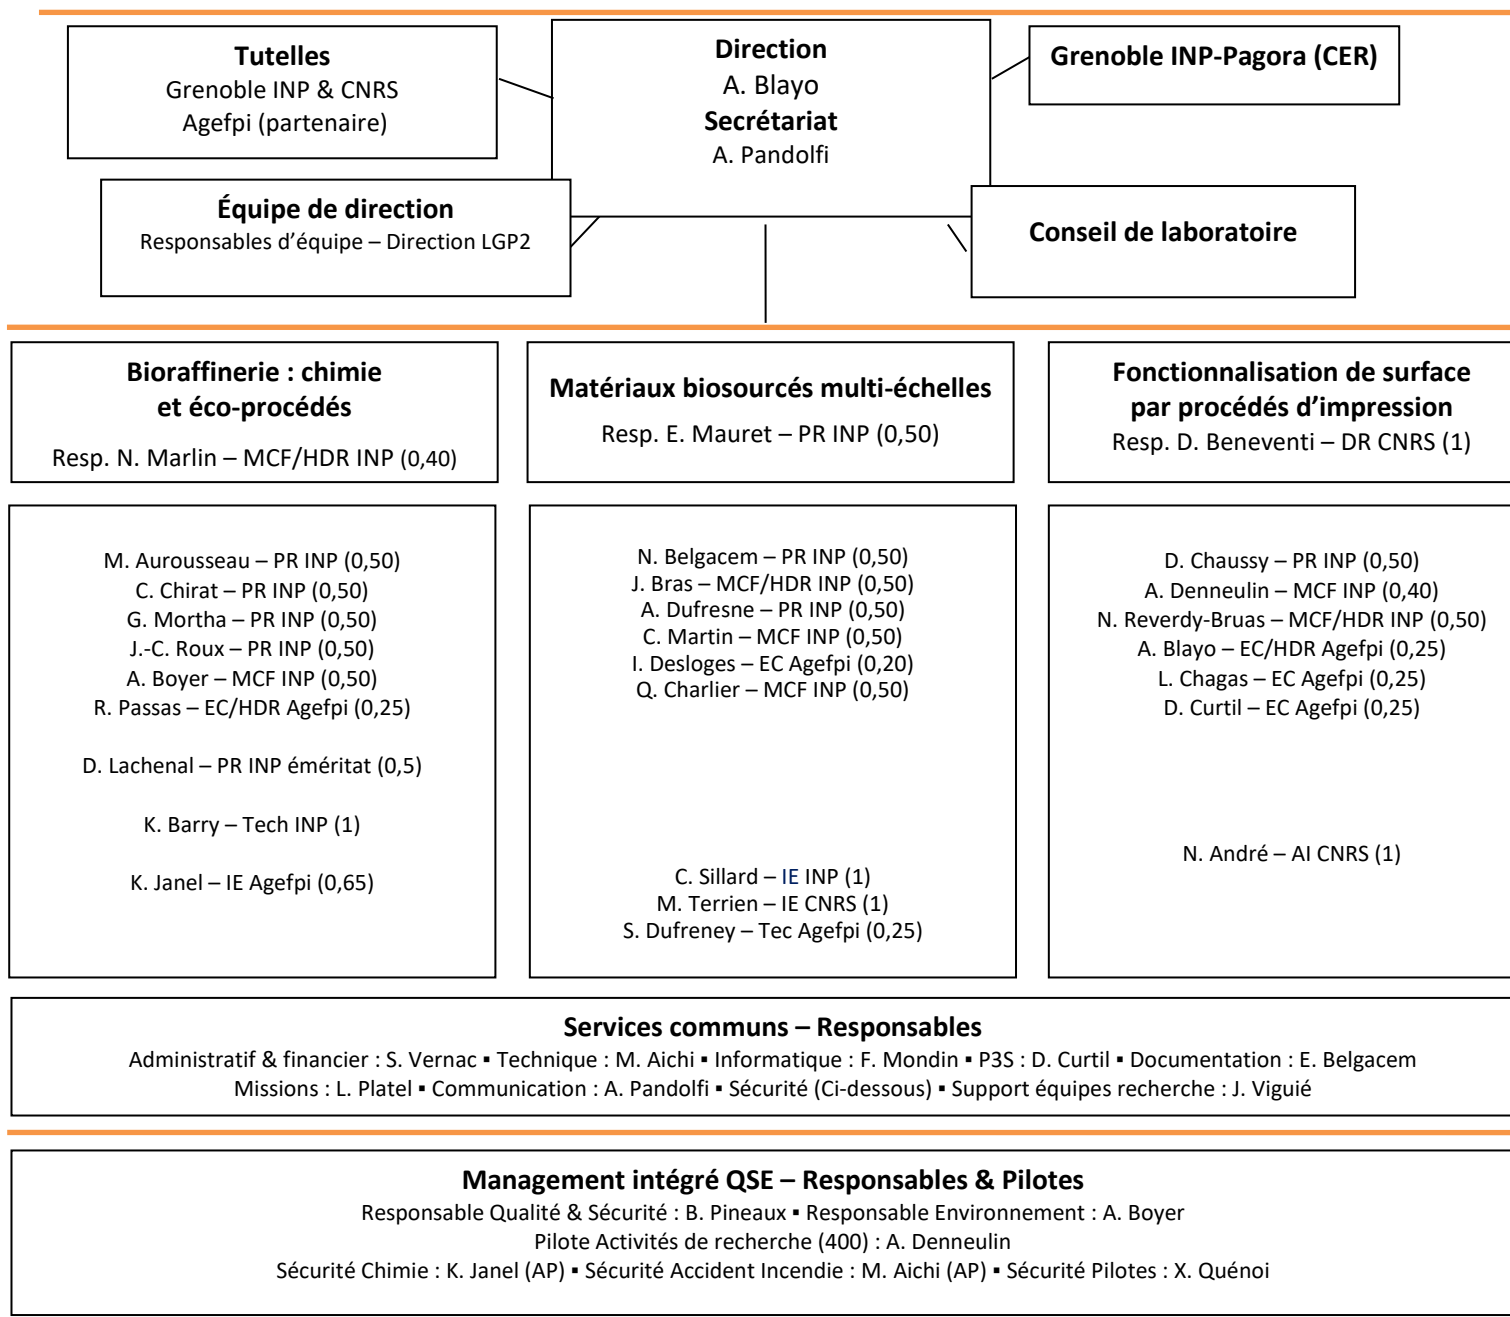 Tutelles
Grenoble INP & CNRS
Agefpi (partenaire)
Direction
A. Blayo
Secrétariat
A. Pandolfi
Grenoble INP-Pagora (CER)
Équipe de direction
Responsables d’équipe – Direction LGP2
Conseil de laboratoire
Bioraffinerie : chimie
et éco-procédés
Resp. N. Marlin – MCF/HDR INP (0,40)
Matériaux biosourcés multi-échelles
Resp. E. Mauret – PR INP (0,50)
Fonctionnalisation de surface
par procédés d’impression
Resp. D. Beneventi – DR CNRS (1)
M. Aurousseau – PR INP (0,50)
C. Chirat – PR INP (0,50)
G. Mortha – PR INP (0,50)
J.-C. Roux – PR INP (0,50)
A. Boyer – MCF INP (0,50)
R. Passas – EC/HDR Agefpi (0,25)
D. Lachenal – PR INP éméritat (0,5)
K. Barry – Tech INP (1)
K. Janel – IE Agefpi (0,65)
N. Belgacem – PR INP (0,50)
J. Bras – MCF/HDR INP (0,50)
A. Dufresne – PR INP (0,50)
C. Martin – MCF INP (0,50)
I. Desloges – EC Agefpi (0,20)
Q. Charlier – MCF INP (0,50)
C. Sillard – IE INP (1)
M. Terrien – IE CNRS (1)
S. Dufreney – Tec Agefpi (0,25)
D. Chaussy – PR INP (0,50)
A. Denneulin – MCF INP (0,40)
N. Reverdy-Bruas – MCF/HDR INP (0,50)
A. Blayo – EC/HDR Agefpi (0,25)
L. Chagas – EC Agefpi (0,25)
D. Curtil – EC Agefpi (0,25)
N. André – AI CNRS (1)
Services communs – Responsables
Administratif & financier : S. Vernac ▪ Technique : M. Aichi ▪ Informatique : F. Mondin ▪ P3S : D. Curtil ▪ Documentation : E. Belgacem
Missions : L. Platel ▪ Communication : A. Pandolfi ▪ Sécurité (Ci-dessous) ▪ Support équipes recherche : J. Viguié
Management intégré QSE – Responsables & Pilotes
Responsable Qualité & Sécurité : B. Pineaux ▪ Responsable Environnement : A. Boyer
Pilote Activités de recherche (400) : A. Denneulin
Sécurité Chimie : K. Janel (AP) ▪ Sécurité Accident Incendie : M. Aichi (AP) ▪ Sécurité Pilotes : X. Quénoi